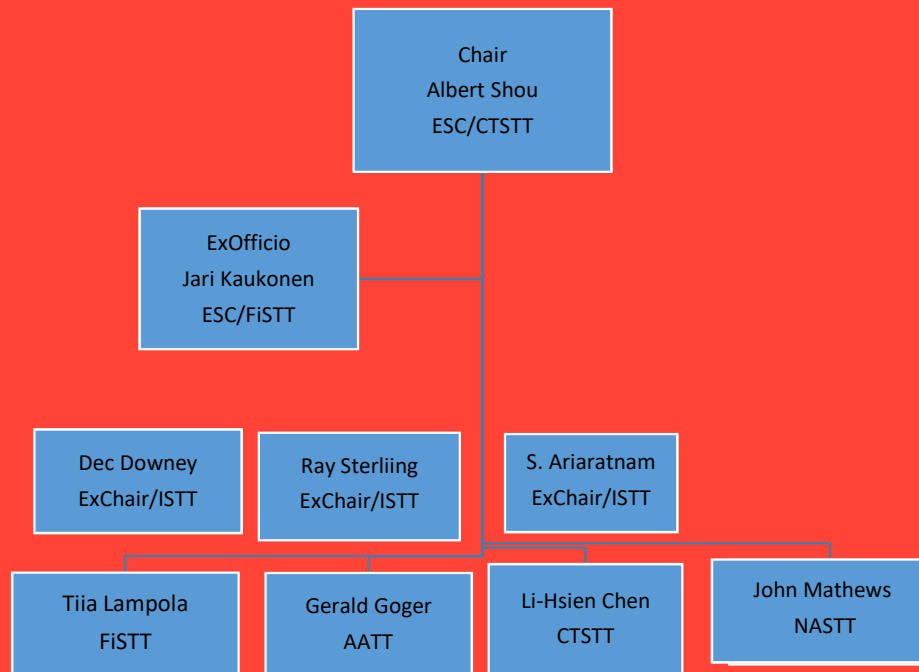 Chair
Albert Shou
ESC/CTSTT
ExOfficio
Jari Kaukonen
ESC/FiSTT
Dec Downey
ExChair/ISTT
Ray Sterliing
ExChair/ISTT
S. Ariaratnam
ExChair/ISTT
Tiia Lampola
FiSTT
Gerald Goger
AATT
Li-Hsien Chen
CTSTT
John Mathews
NASTT